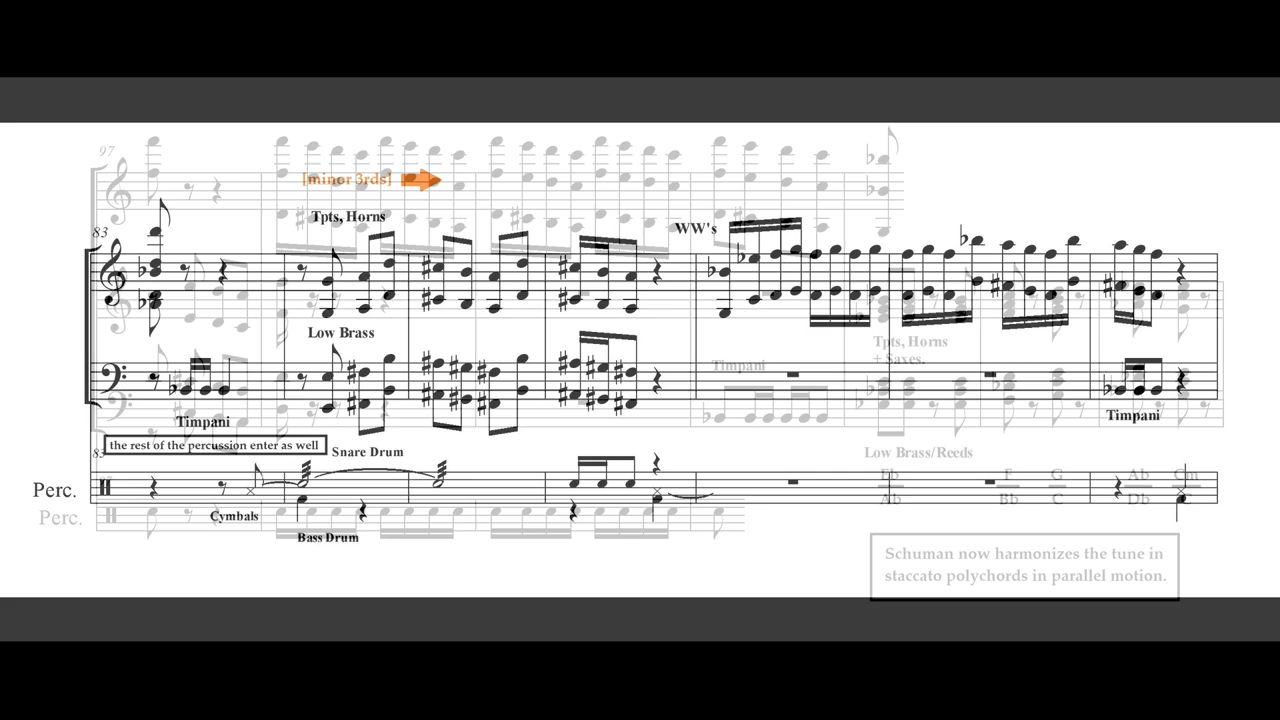 97
[minor 3rds]
Tpts, Horns
WW's
83
Low Brass
Tpts, Horns
+ Saxes.
Timpani
Timpani
Timpani
the rest of the percussion enter as well
Snare Drum
Low Brass/Reeds
83
Eb F G Ab Cm
Ab Bb C Db C
Perc.
Perc.
Cymbals
Bass Drum
Schuman now harmonizes the tune in
staccato polychords in parallel motion.